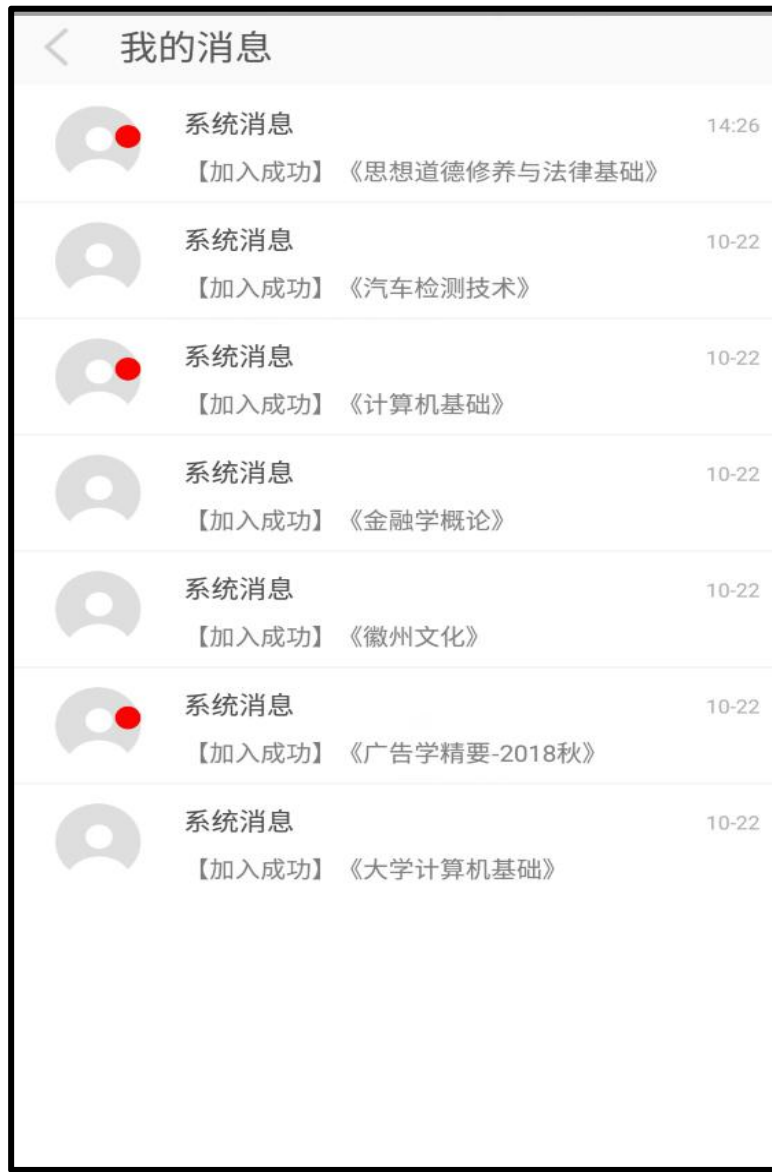 我的消息
系统消息 14:26
【加入成功】《思想道德修养与法律基础》
系统消息 10-22
【加入成功】《汽车检测技术》
系统消息 10-22
【加入成功】《计算机基础》
系统消息 10-22
【加入成功】《金融学概论》
系统消息 10-22
【加入成功】《徽州文化》
系统消息 10-22
【加入成功】《广告学精要-2018秋》
系统消息 10-22
【加入成功】《大学计算机基础》